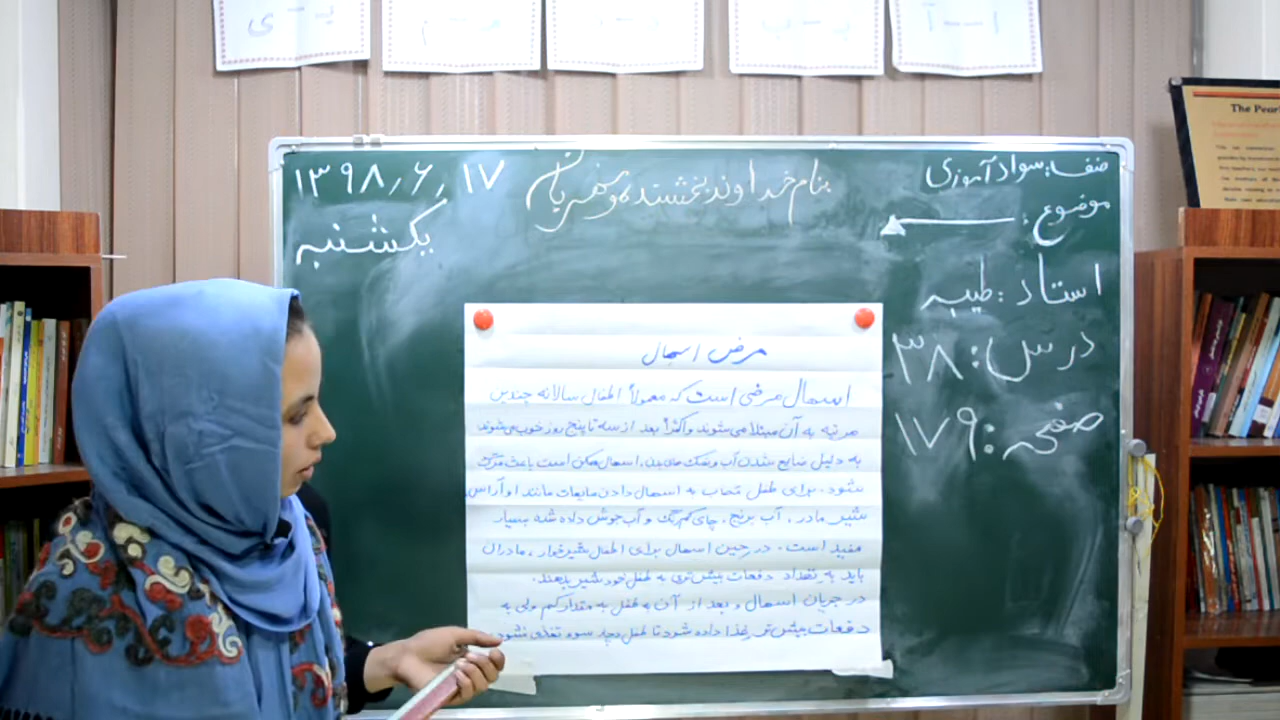 ا – آ
ب – ب
ی – ی
The Pear
بنام خداوند بخشنده و مهربان
صنف: سواد آموزی
موضوع:
استاد: طیبه
درس: ۳۸
صفحه: ۱۷۹
۱۳۹۸٫۶٫۱۷
یکشنبه
مرض اسهال
اسهال مرضی است که معمولاً اطفال سالانه چندین
مرتبه به آن مبتلا می‌شوند و اکثراً بعد از سه تا پنج روز خوب می‌شوند
به دلیل ضایع شدن آب و نمک های بدن، اسهال ممکن است باعث مرگ
شود. برای طفل مصاب به اسهال دادن مایعات مانند او آر اس
شیر مادر، آب برنج، چای کم رنگ و آب جوش داده شده بسیار
مفید است. در حین اسهال برای اطفال شیرخوار، مادران
باید به تعداد دفعات بیش‌تری به طفل خود شیر بدهند.
در جریان اسهال و بعد از آن به طفل به مقدار کم ولی به
دفعات بیش‌تر غذا داده شود تا طفل دچار سوء تغذی نشود